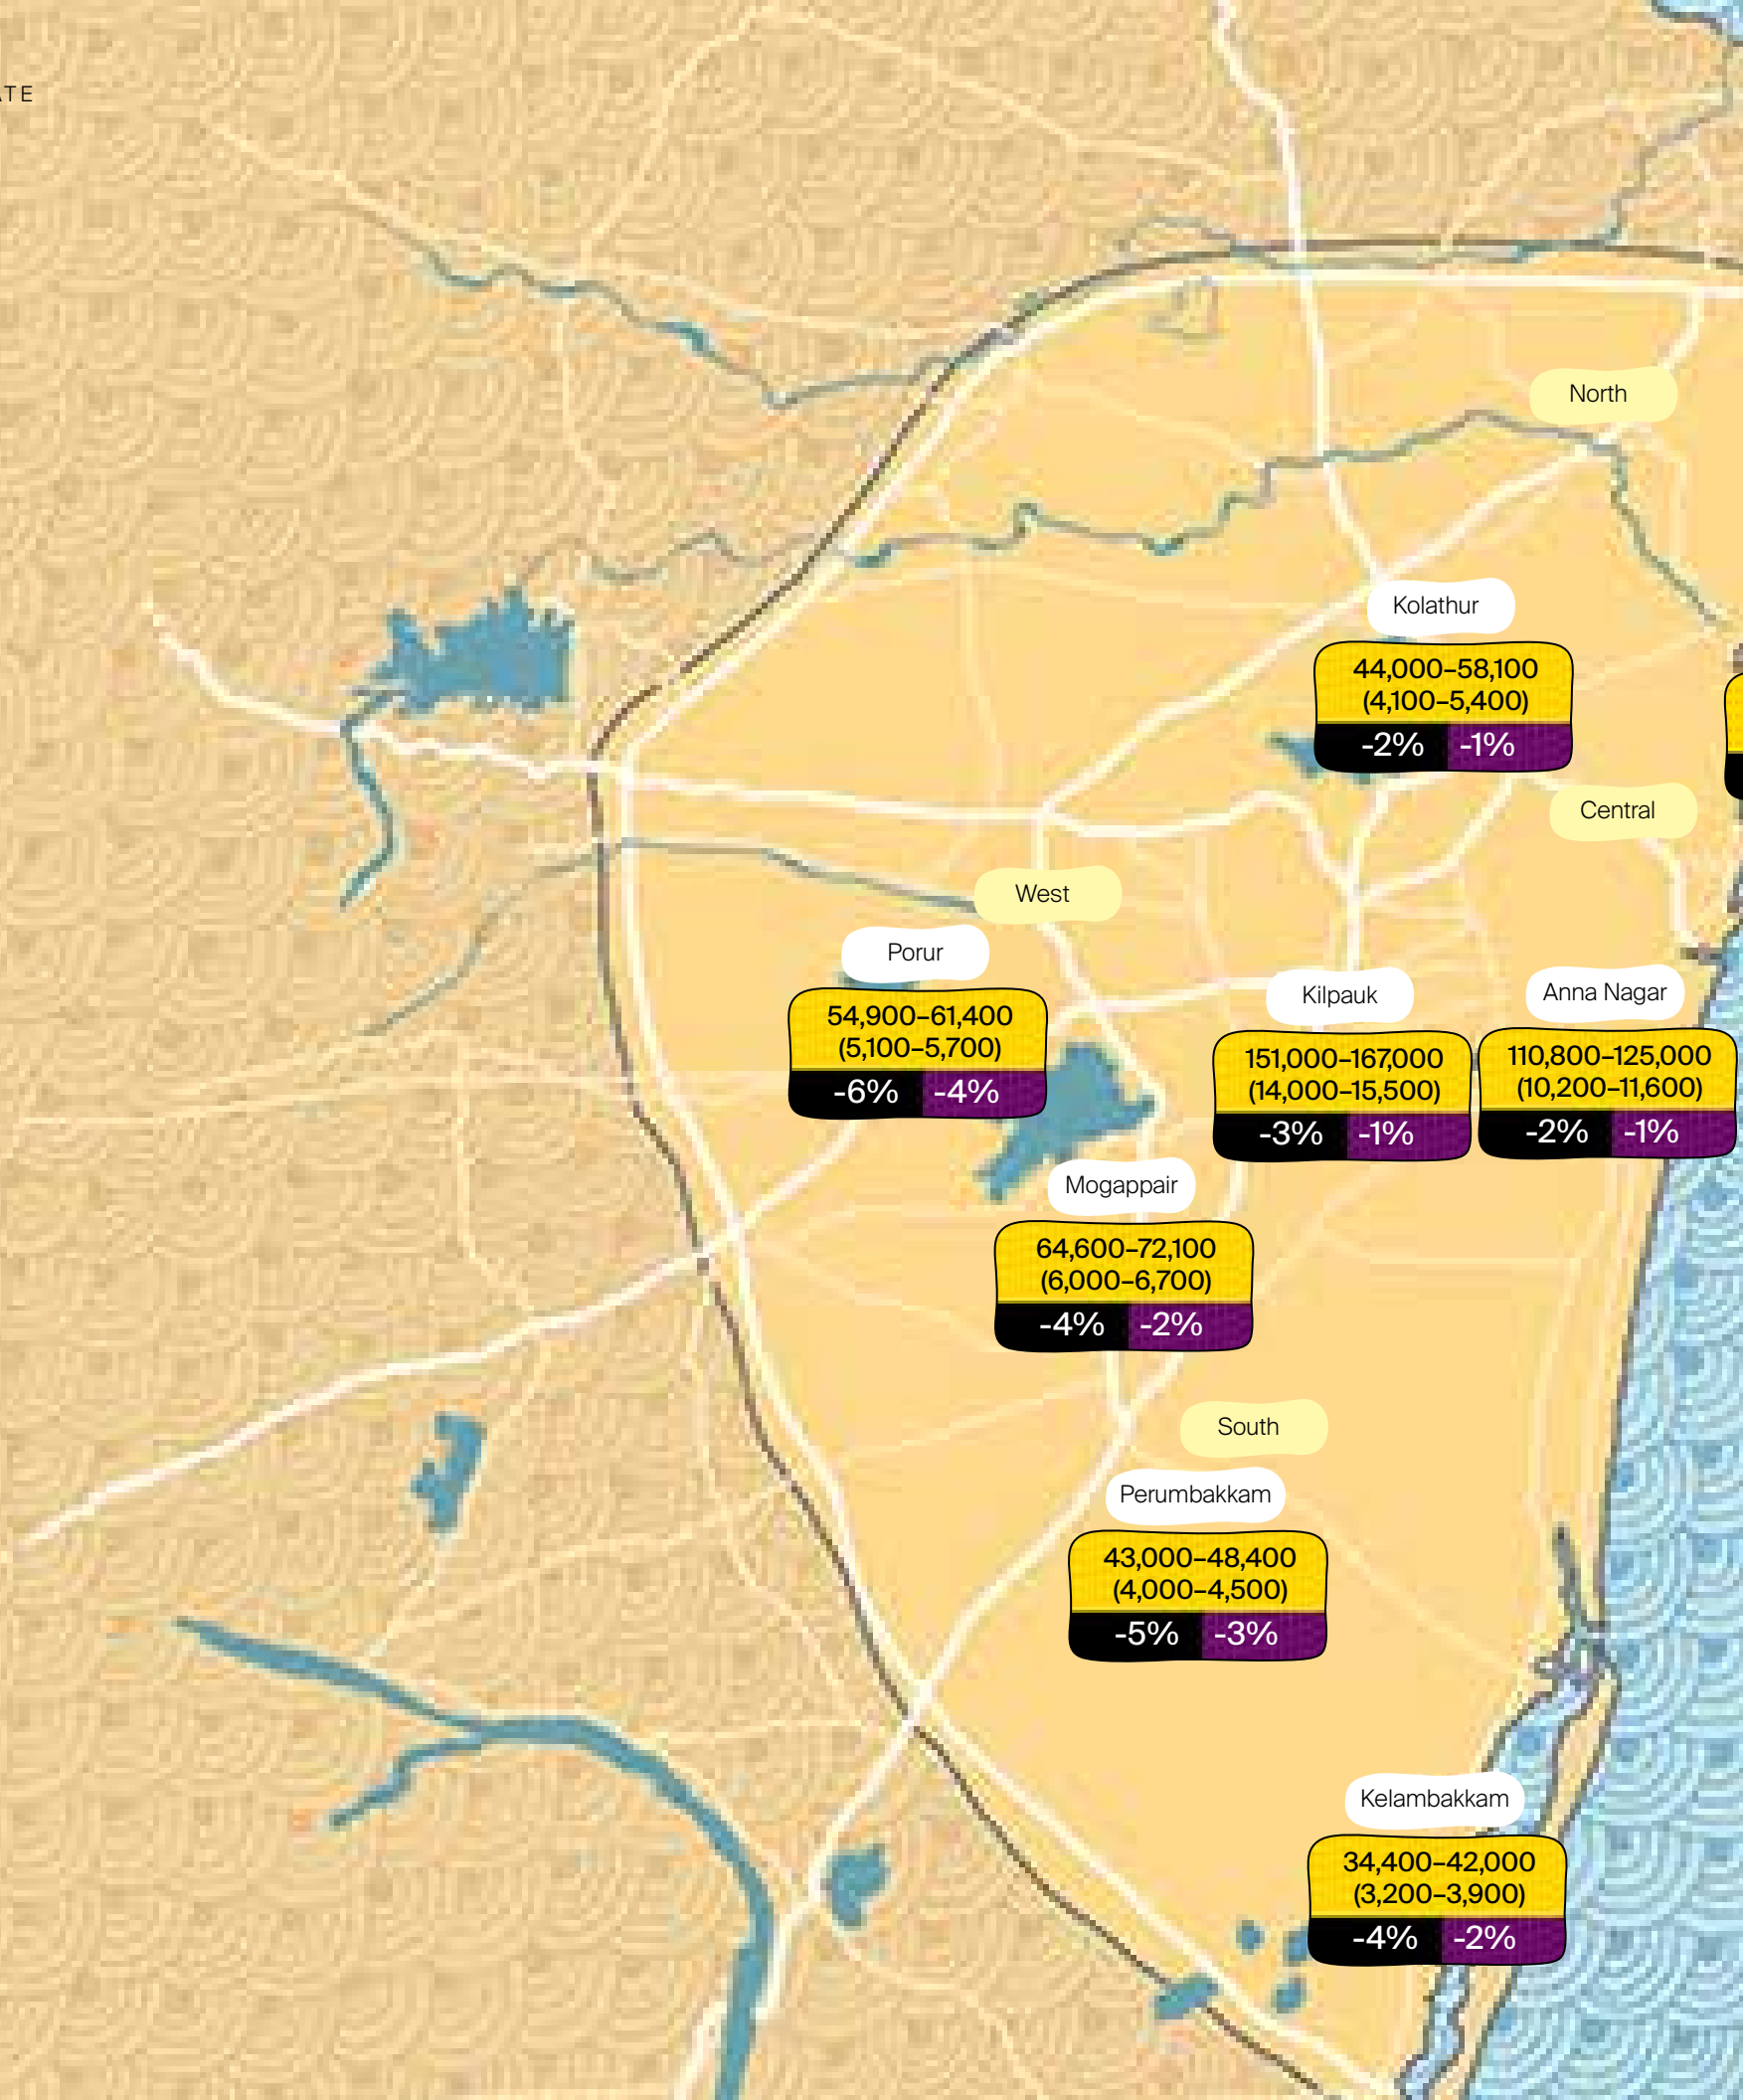 North
Kolathur
44,000–58,100
(4,100–5,400)
-2% -1%
Central
West
Porur
54,900–61,400
(5,100–5,700)
-6% -4%
Kilpauk
151,000–167,000
(14,000–15,500)
-3% -1%
Anna Nagar
110,800–125,000
(10,200–11,600)
-2% -1%
Mogappair
64,600–72,100
(6,000–6,700)
-4% -2%
South
Perumbakkam
43,000–48,400
(4,000–4,500)
-5% -3%
Kelambakkam
34,400–42,000
(3,200–3,900)
-4% -2%